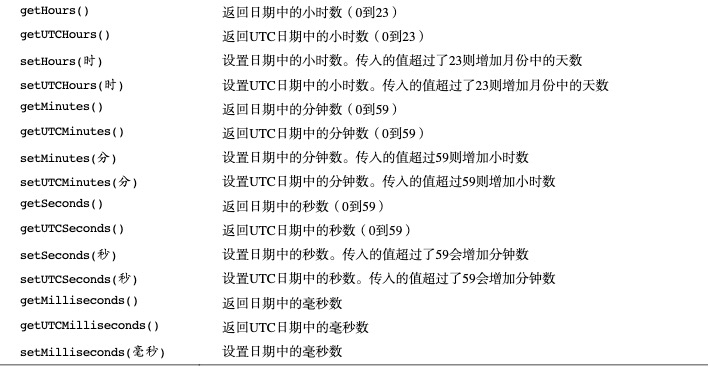 getHours() 返回日期中的小时数（0到23）
getUTCHours() 返回UTC日期中的小时数（0到23）
setHours(时) 设置日期中的小时数。传入的值超过了23则增加月份中的天数
setUTCHours(时) 设置UTC日期中的小时数。传入的值超过了23则增加月份中的天数
getMinutes() 返回日期中的分钟数（0到59）
getUTCMinutes() 返回UTC日期中的分钟数（0到59）
setMinutes(分) 设置日期中的分钟数。传入的值超过59则增加小时数
setUTCMinutes(分) 设置UTC日期中的分钟数。传入的值超过59则增加小时数
getSeconds() 返回日期中的秒数（0到59）
getUTCSeconds() 返回UTC日期中的秒数（0到59）
setSeconds(秒) 设置日期中的秒数。传入的值超过了59会增加分钟数
setUTCSeconds(秒) 设置UTC日期中的秒数。传入的值超过了59会增加分钟数
getMilliseconds() 返回日期中的毫秒数
getUTCMilliseconds() 返回UTC日期中的毫秒数
setMilliseconds(毫秒) 设置日期中的毫秒数